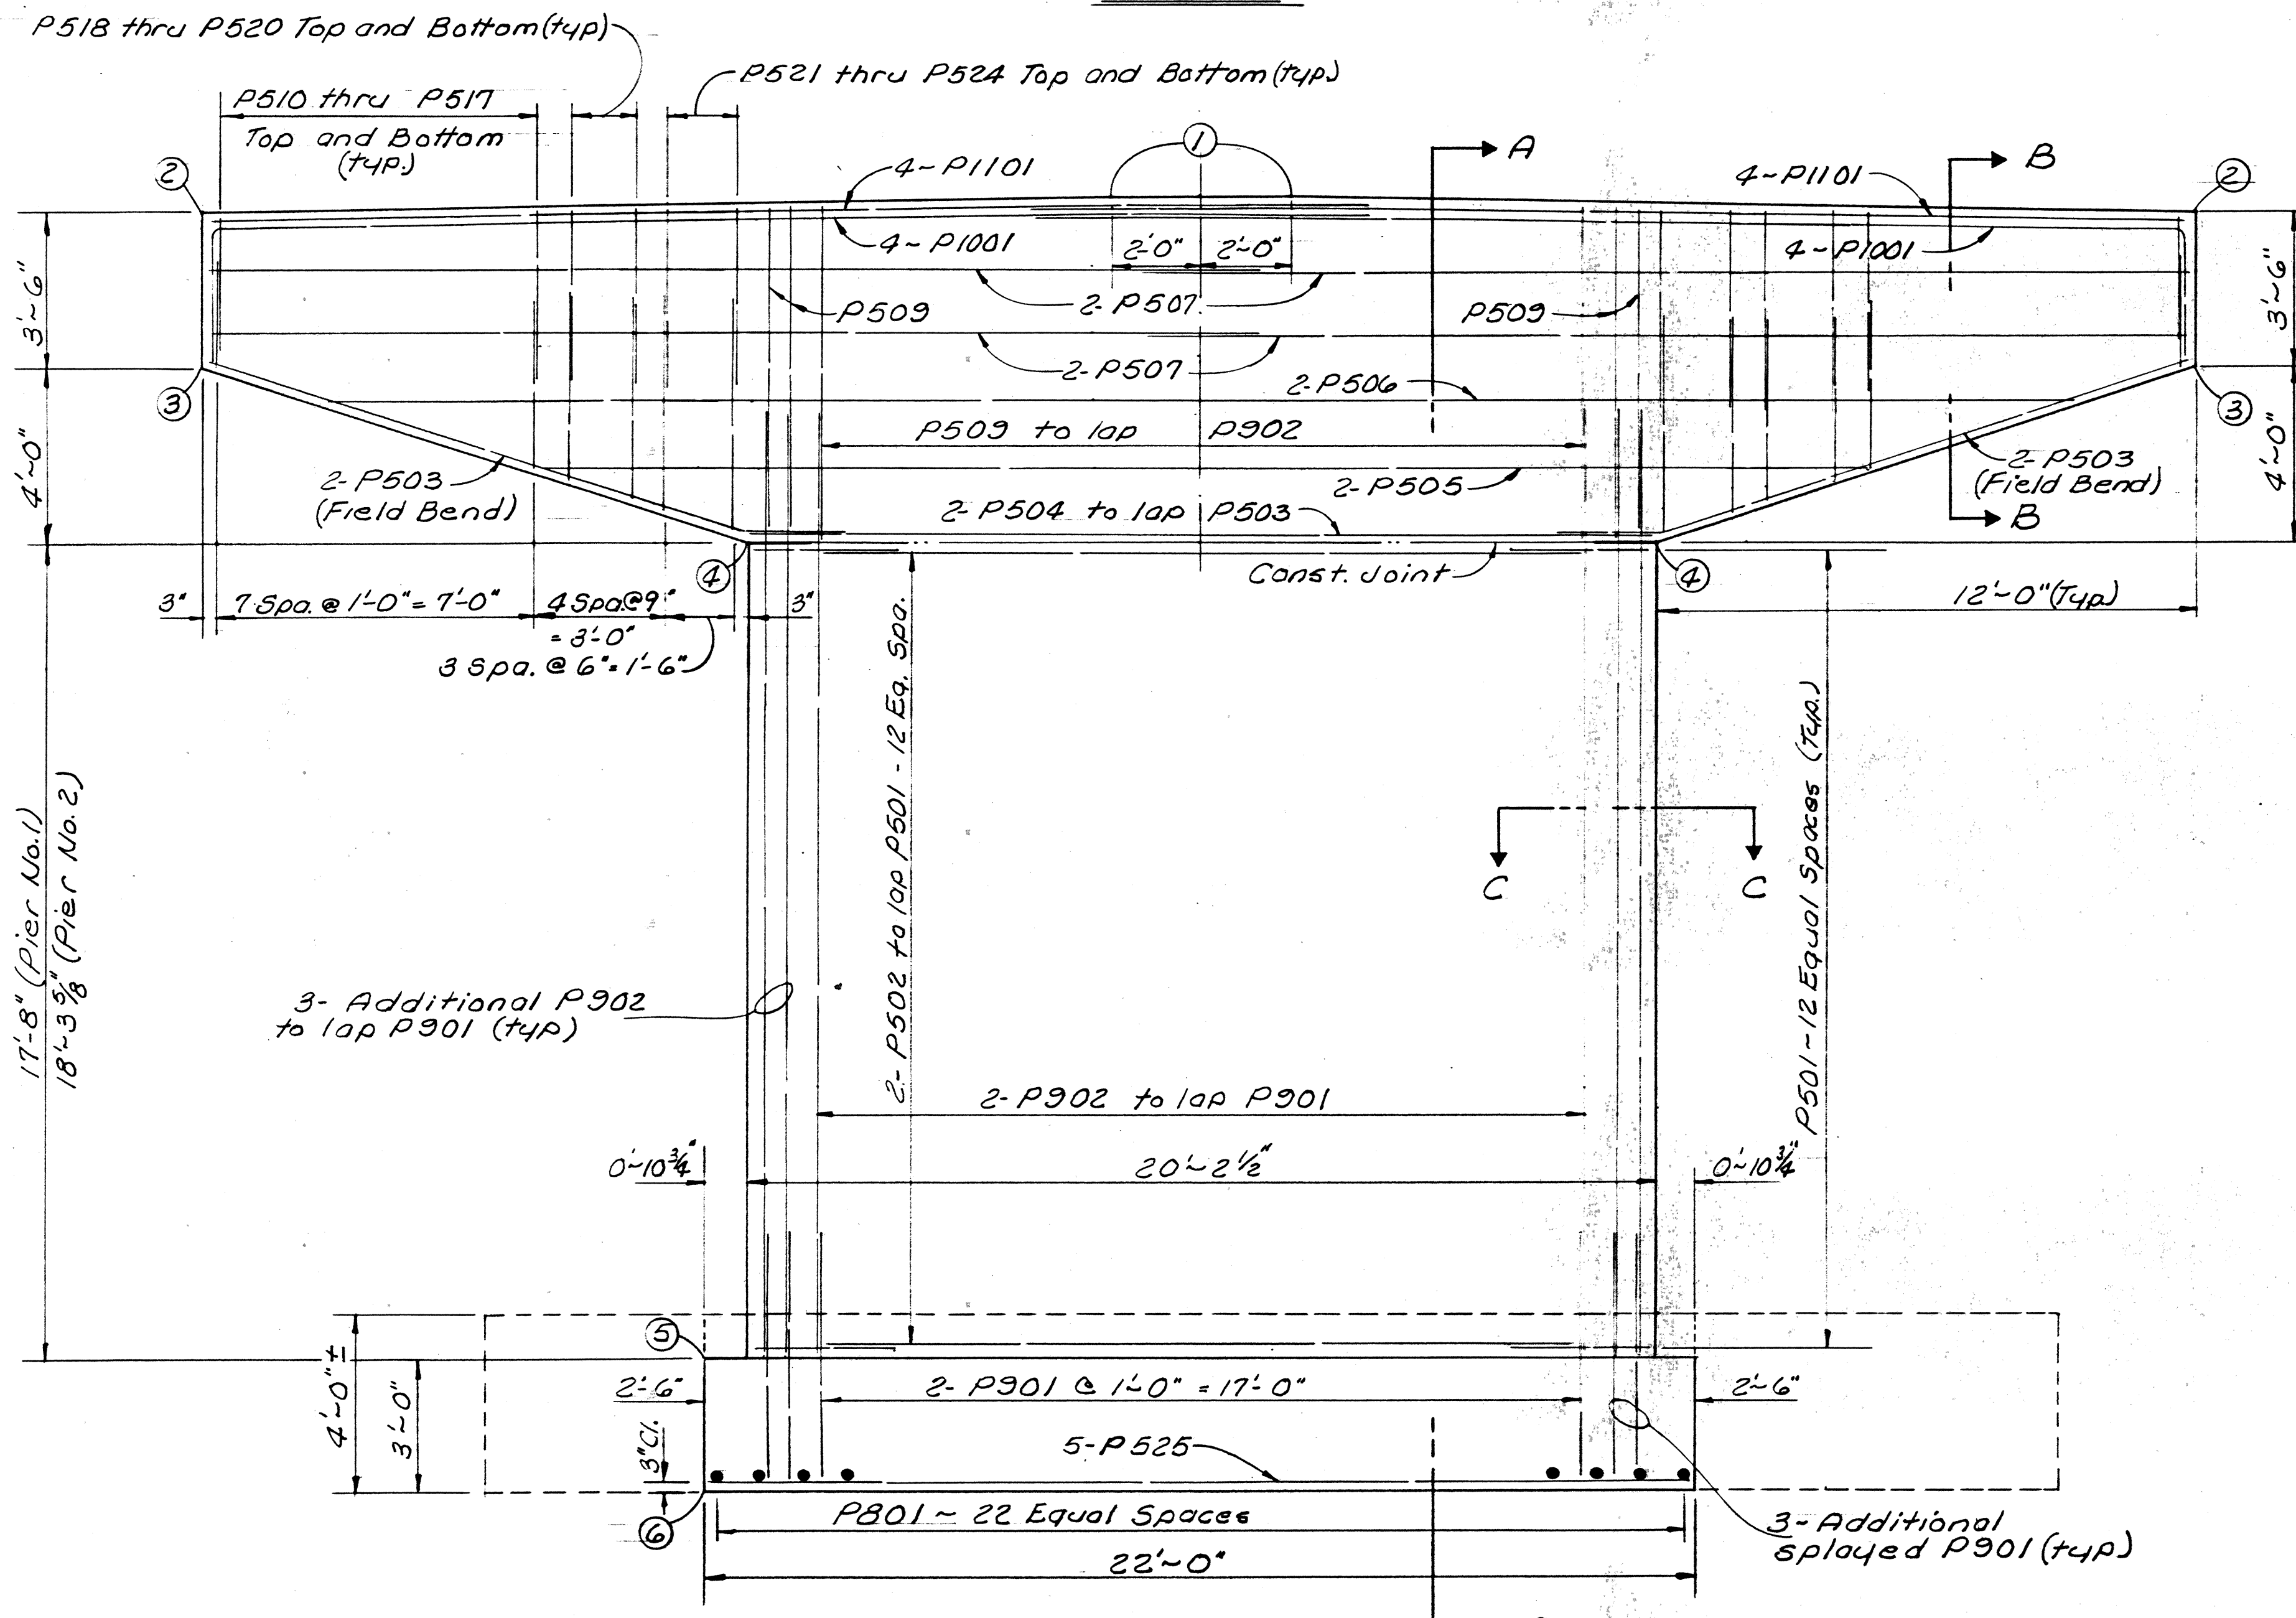 P518 thru P520 Top and Bottom (typ)
P521 thru P524 Top and Bottom (typ.)
P510 thru P517
Top and Bottom
(typ.)
1
A
B
2
4~P1101
4~P1101
2
4~P1001
2'-0" 2'~0"
4~P1001
3'~6"
P509
2-P507
P509
3'~6"
2-P507
2-P506
3
3
P509 to lap P902
4'~0"
2-P503
(Field Bend)
2-P505
2-P503
(Field Bend)
4'~0"
2-P504 to lap P503
B
4
Const. Joint
4
3"
7 Spa. @ 1'-0" = 7'-0"
4 Spa @ 9"
= 3'-0"
3"
12'~0" (Typ.)
3 Spa. @ 6" = 1'-6"
2-P502 to lap P501 - 12 Eq. Spa.
P501~12 Equal Spaces (Typ.)
17'-8" (Pier No.1)
18'~3 5/8" (Pier No. 2)
C
C
3- Additional P902
to lap P901 (typ)
2-P902 to lap P901
0'~10 3/4"
20'~2 1/2"
0'~10 3/4"
5
4'~0" ±
3'~0"
2'-6"
2- P901 @ 1'~0" = 17'-0"
2'~6"
3" Cl.
5-P525
6
P801 ~ 22 Equal Spaces
3~Additional
splayed P901 (typ)
22'~0"